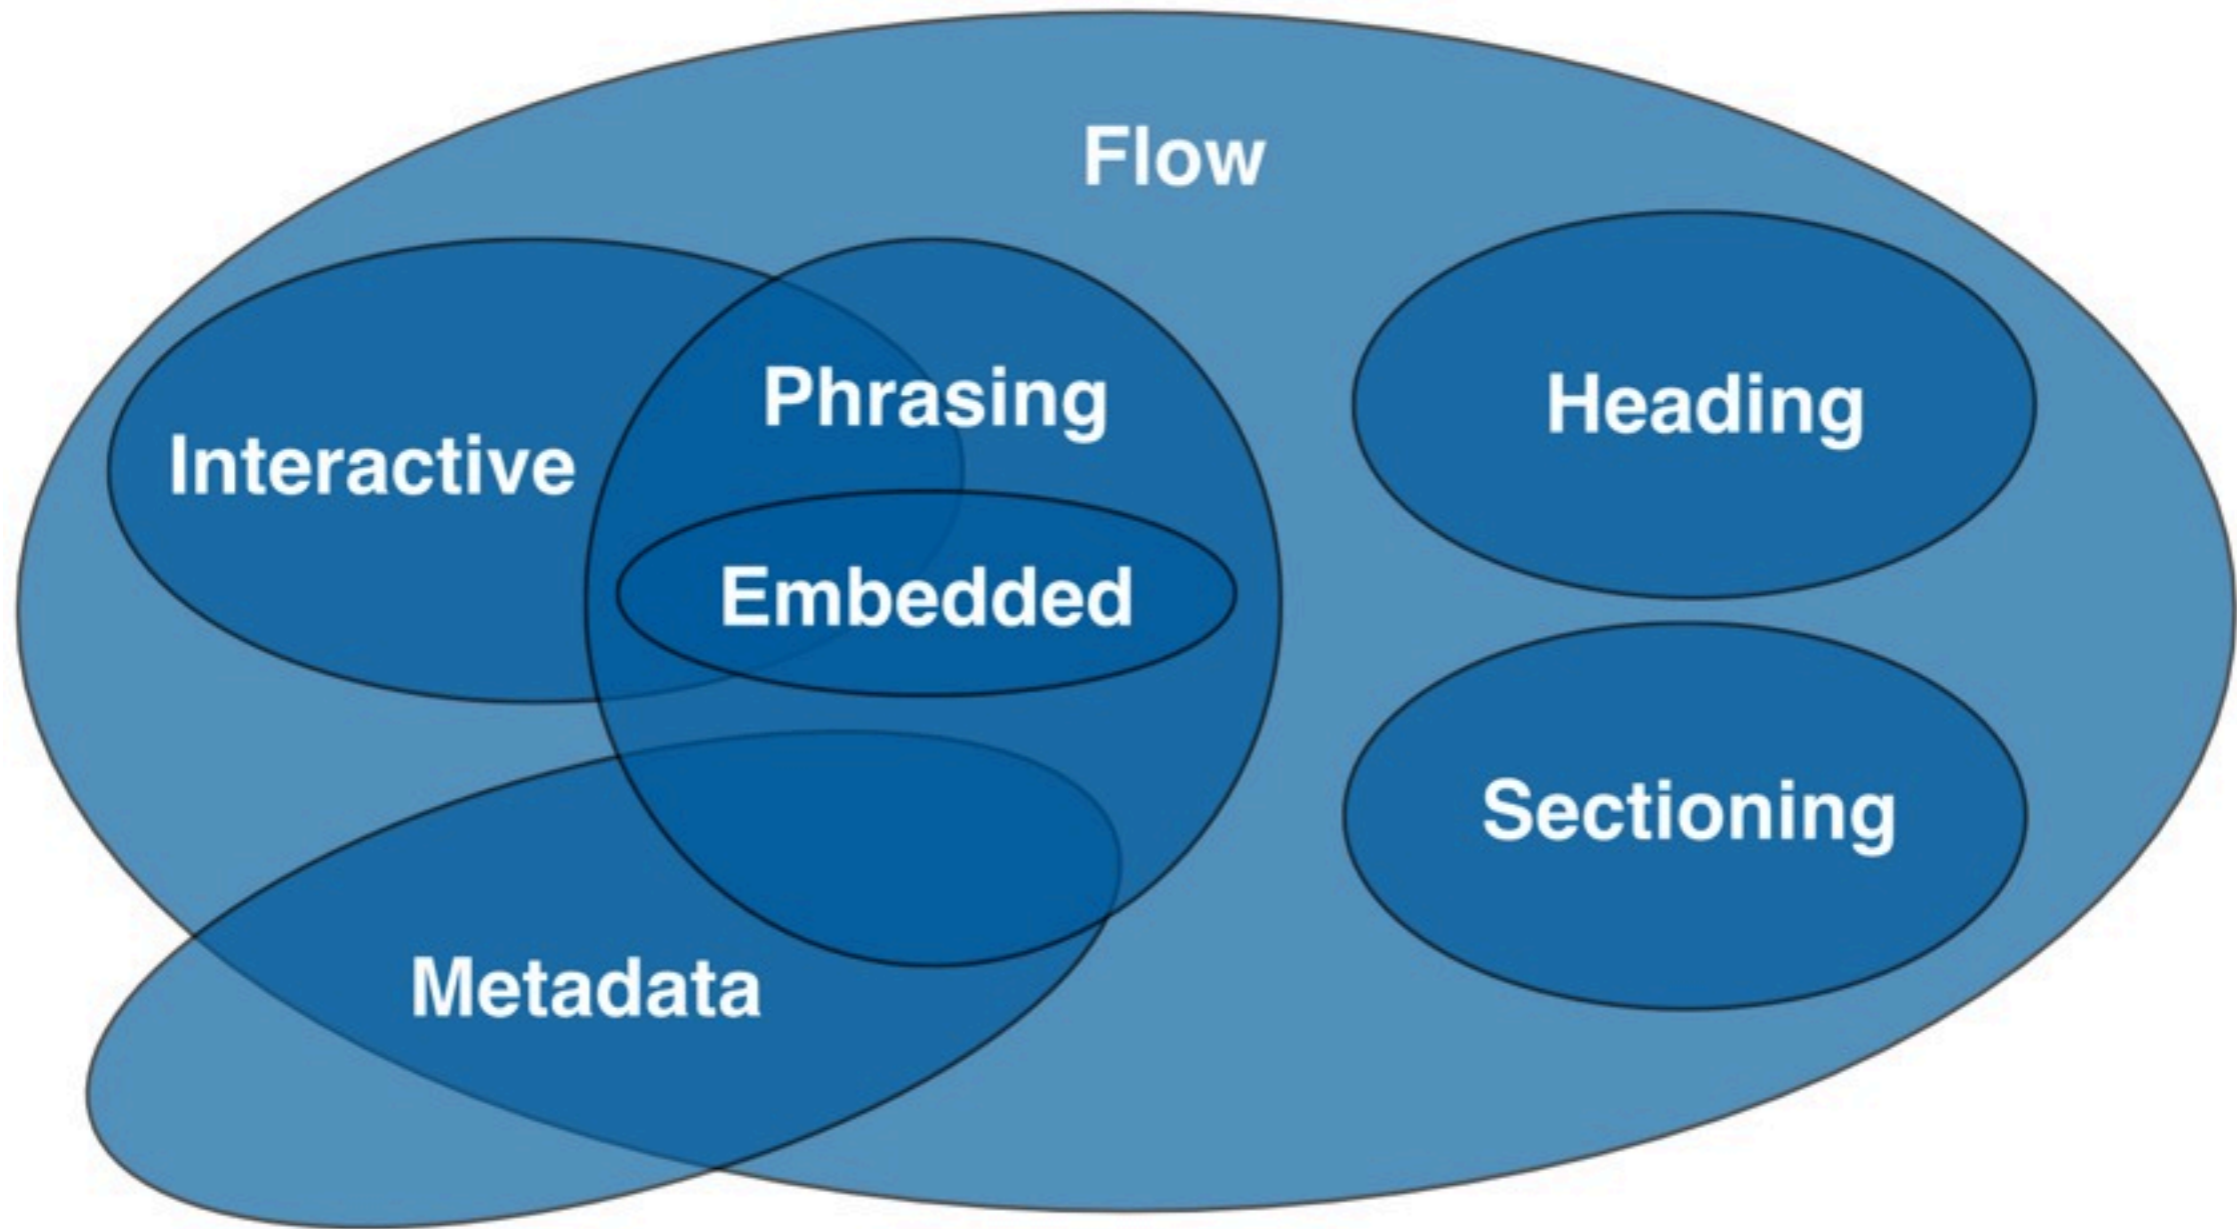 Flow
Phrasing
Heading
Interactive
Embedded
Sectioning
Metadata